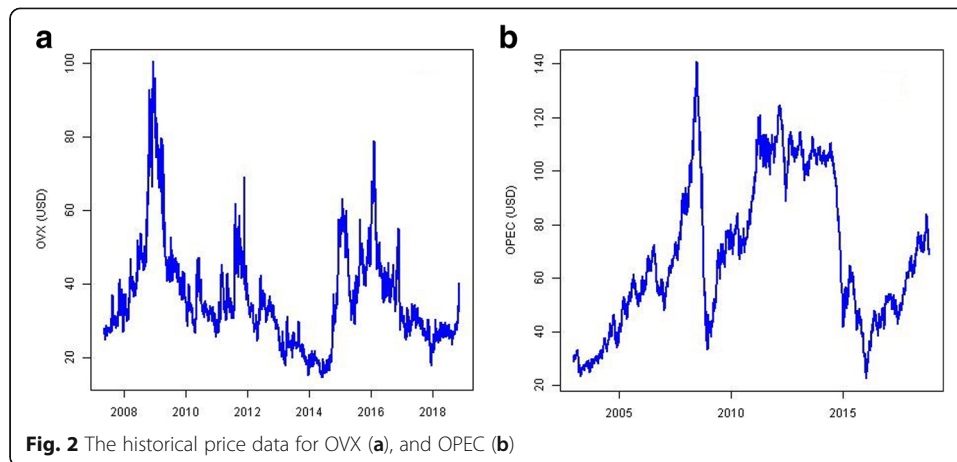 a
OVX (USD)
100
80
60
40
20
2008 2010 2012 2014 2016 2018
b
OPEC (USD)
140
120
100
80
60
40
20
2005 2010 2015
Fig. 2 The historical price data for OVX (a), and OPEC (b)